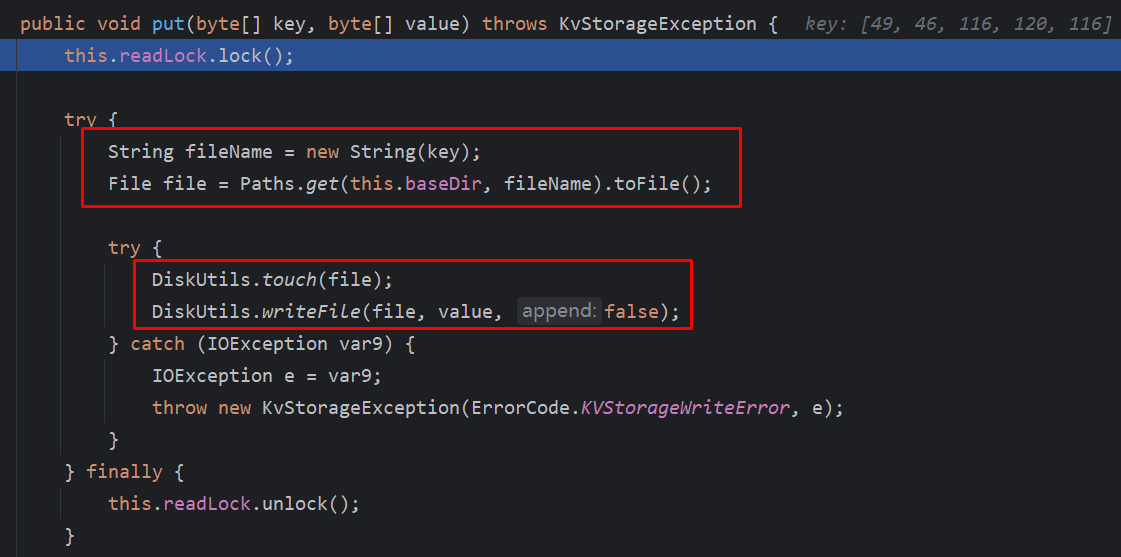 public void put(byte[] key, byte[] value) throws KvStorageException {   key: [49, 46, 116, 120, 116]
    this.readLock.lock();
    try {
        String fileName = new String(key);
        File file = Paths.get(this.baseDir, fileName).toFile();
        try {
            DiskUtils.touch(file);
            DiskUtils.writeFile(file, value, append: false);
        } catch (IOException var9) {
            IOException e = var9;
            throw new KvStorageException(ErrorCode.KVStorageWriteError, e);
        }
    } finally {
        this.readLock.unlock();
    }